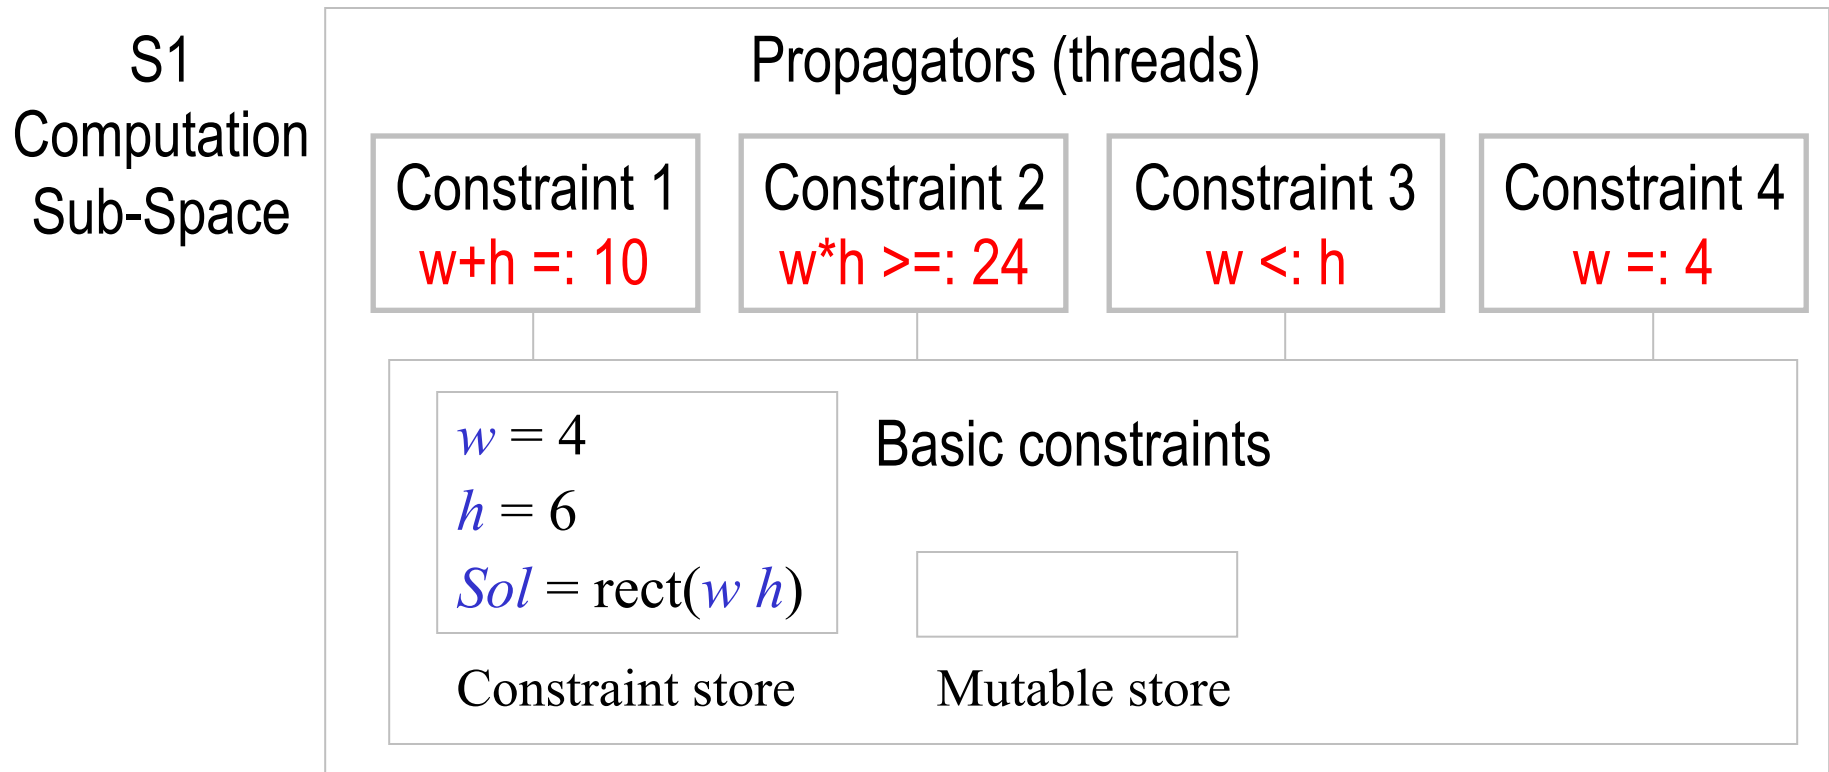 S1
Computation
Sub-Space
Propagators (threads)
Constraint 1
w+h =: 10
Constraint 2
w*h >=: 24
Constraint 3
w <: h
Constraint 4
w =: 4
w = 4
h = 6
Sol = rect(w h)
Basic constraints
Constraint store
Mutable store